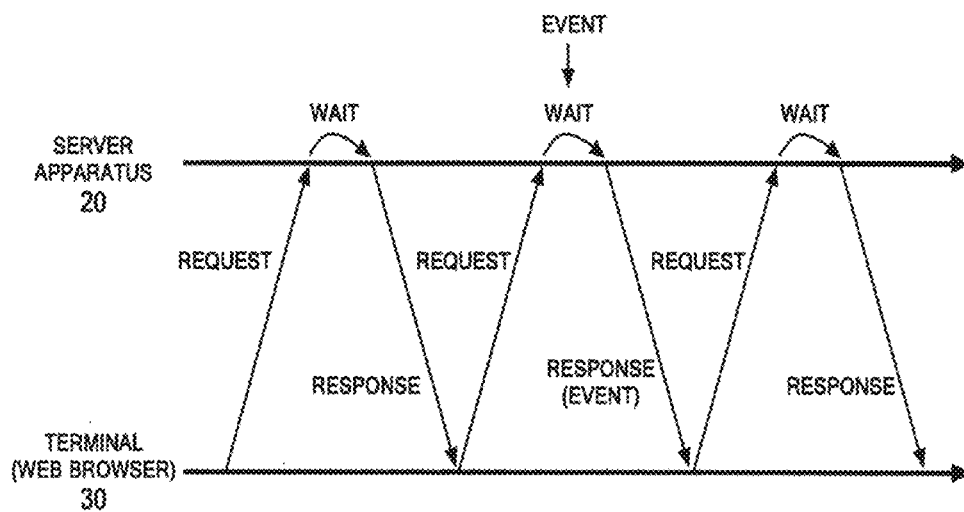 EVENT
WAIT
WAIT
WAIT
SERVER
APPARATUS
20
REQUEST
REQUEST
REQUEST
RESPONSE
RESPONSE
(EVENT)
RESPONSE
TERMINAL
(WEB BROWSER)
30